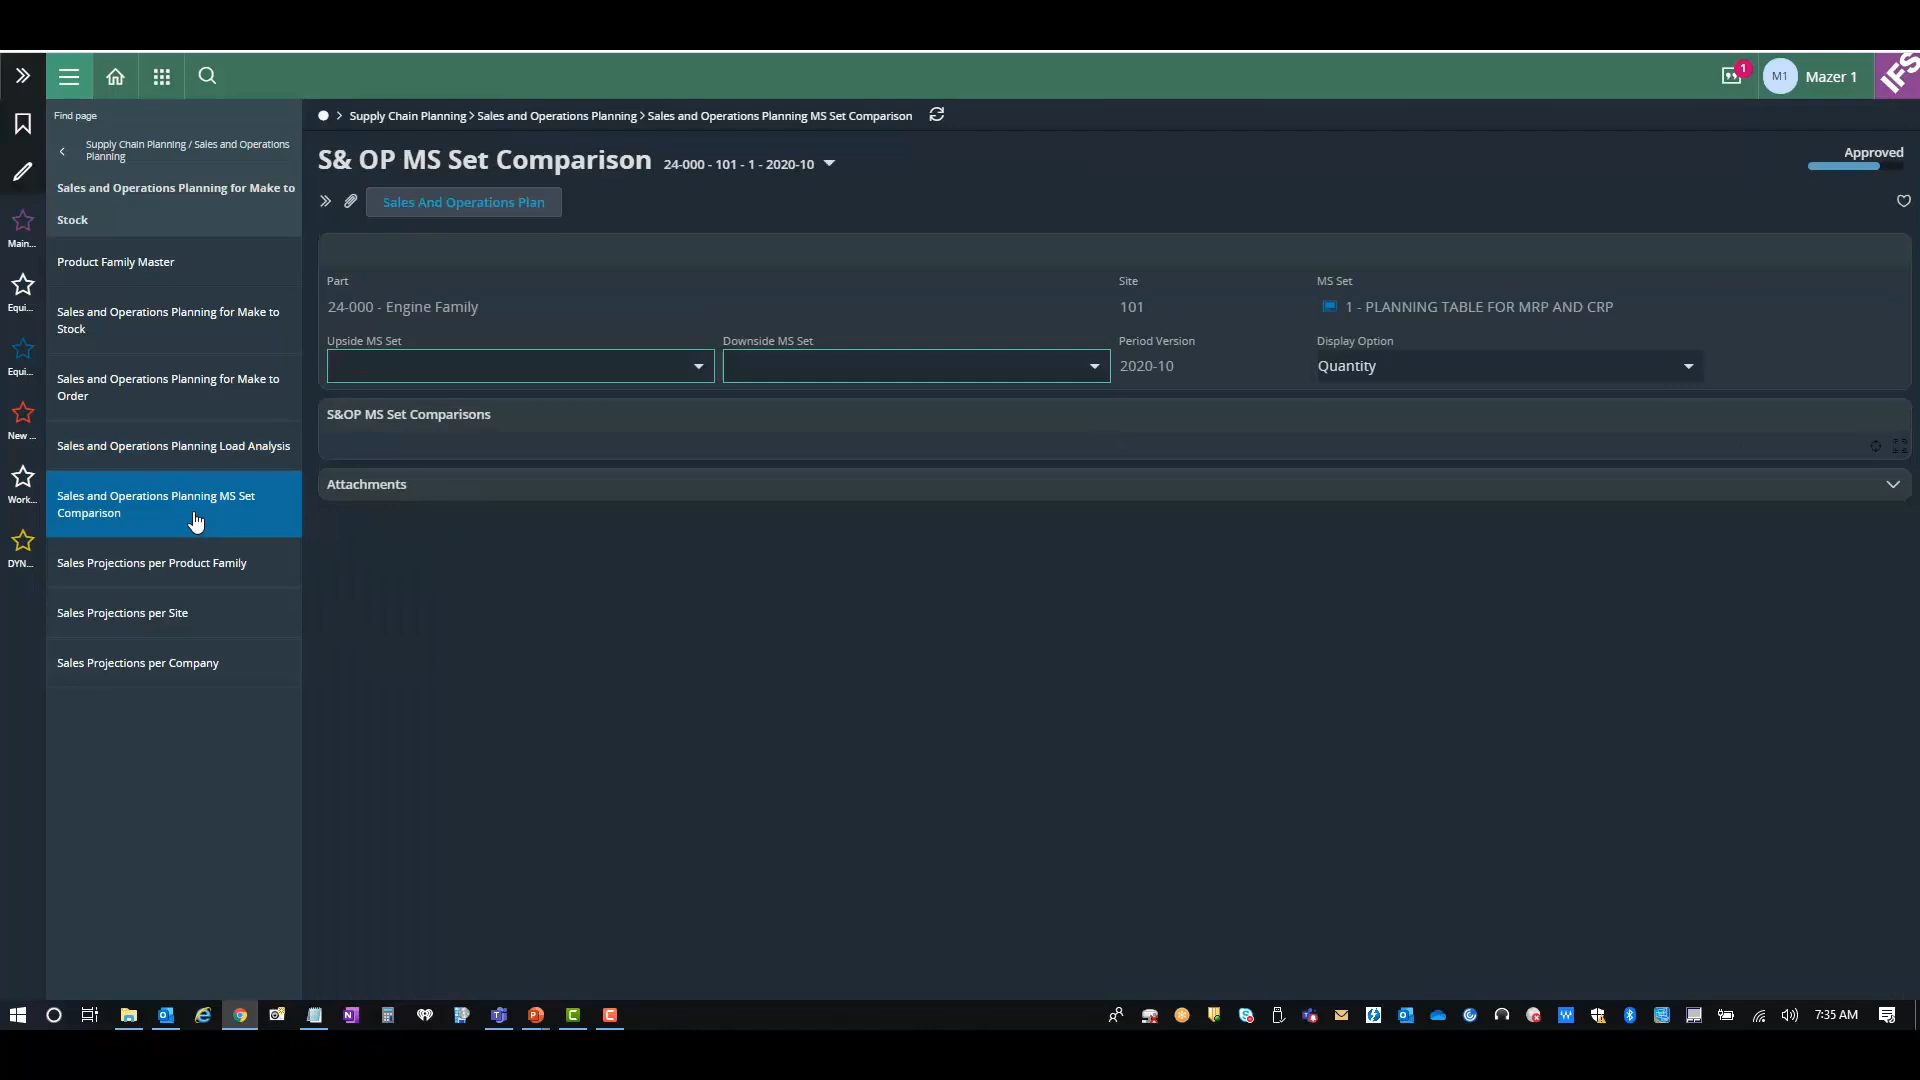 M1
Mazer 1
1
IFS
Find page
Supply Chain Planning / Sales and Operations
Planning
Sales and Operations Planning for Make to
Stock
Product Family Master
Sales and Operations Planning for Make to
Stock
Sales and Operations Planning for Make to
Order
Sales and Operations Planning Load Analysis
Sales and Operations Planning MS Set
Comparison
Sales Projections per Product Family
Sales Projections per Site
Sales Projections per Company
Main...
Equi...
Equi...
New ...
Work...
DYN...
Supply Chain Planning > Sales and Operations Planning > Sales and Operations Planning MS Set Comparison
S& OP MS Set Comparison 24-000 - 101 - 1 - 2020-10
Approved
Sales And Operations Plan
Part
Site
MS Set
24-000 - Engine Family
101
1 - PLANNING TABLE FOR MRP AND CRP
Upside MS Set
Downside MS Set
Period Version
Display Option
2020-10
Quantity
S&OP MS Set Comparisons
Attachments
7:35 AM